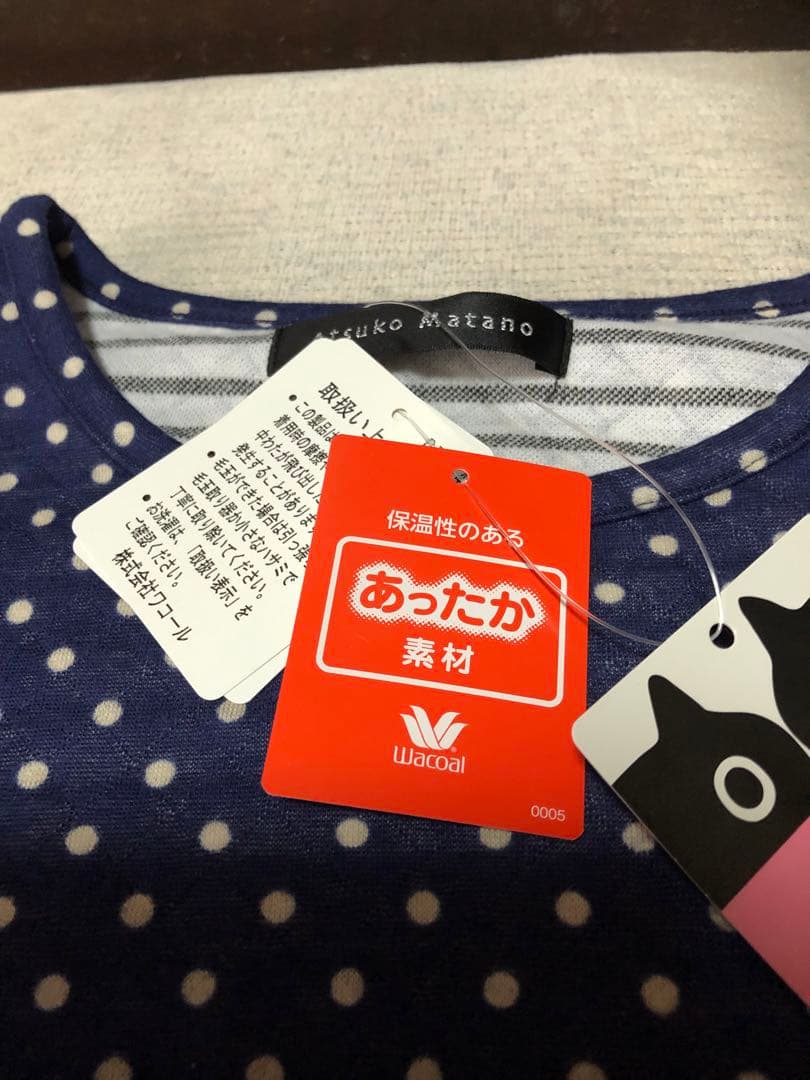 Atsuko Matano
取扱い上
・この製品は
着用時の摩擦
中わたが飛び出した
発生することがありま
・毛玉ができた場合は引っ張
毛玉取り器か小さなハサミで
丁寧に取り除いてください。
・お洗濯は、「取扱い表示」を
ご確認ください。
株式会社ワコール
保温性のある
あったか
素材
Wacoal
0005